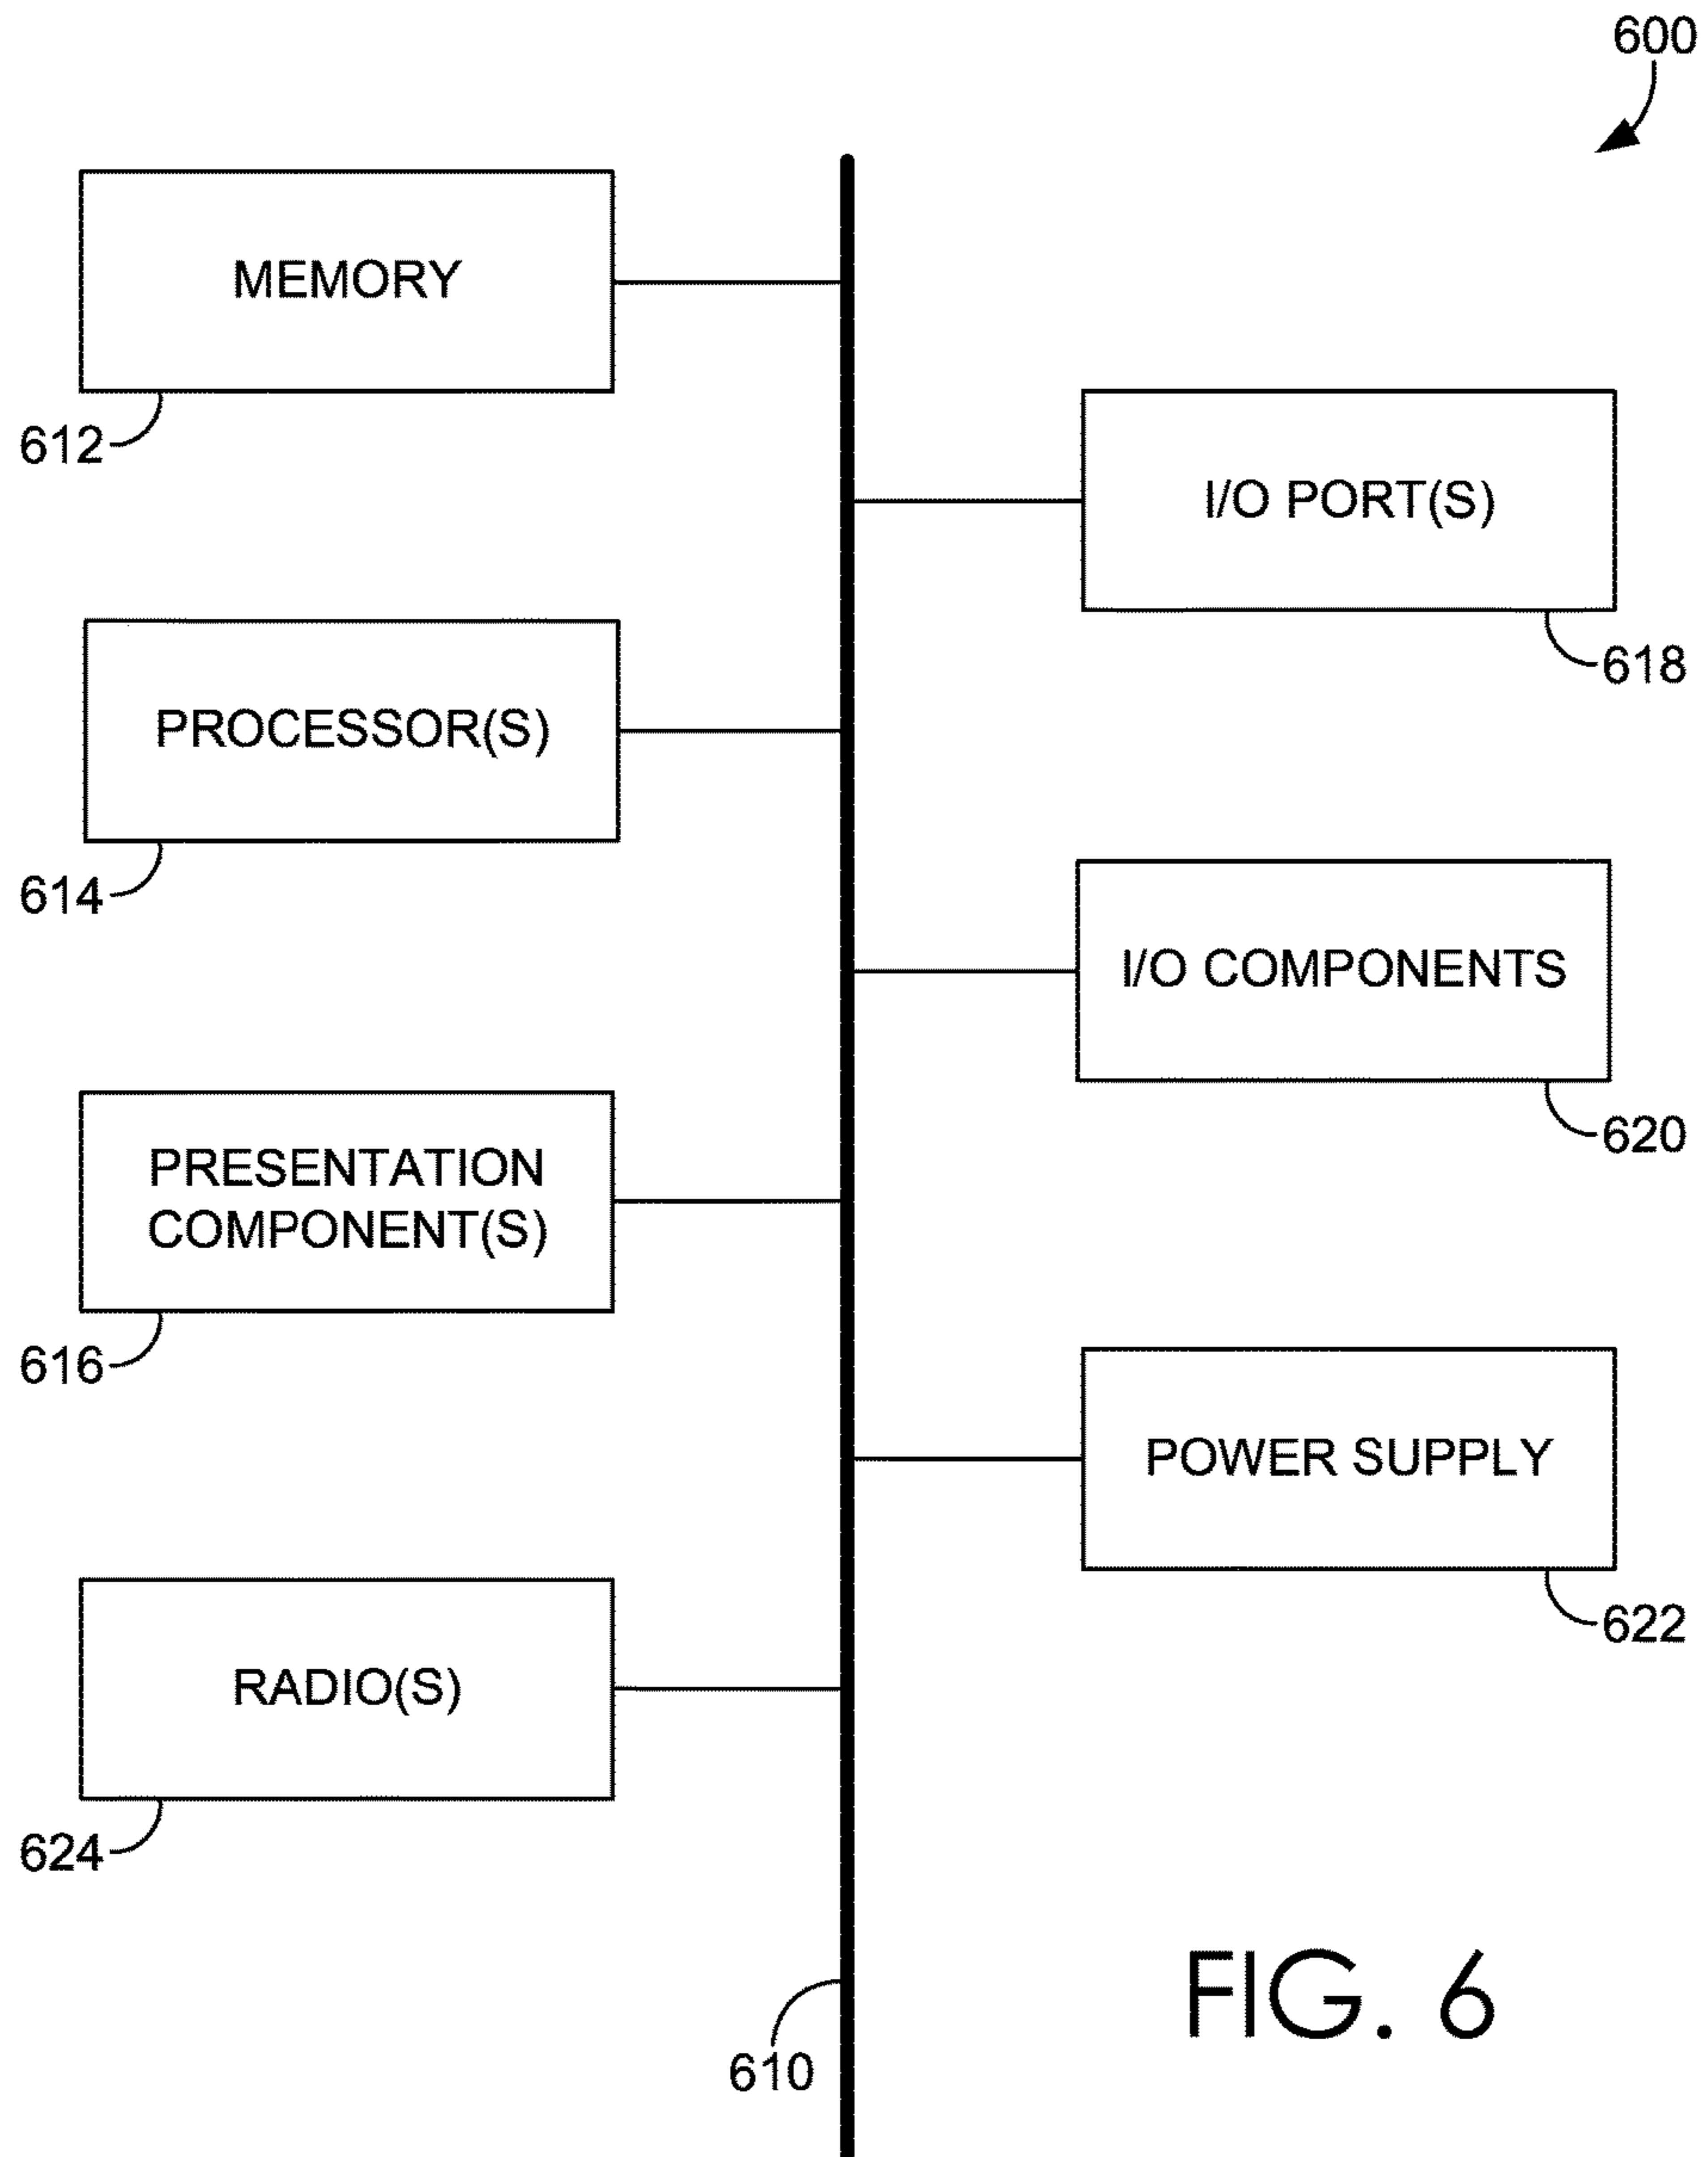 600
MEMORY
612
I/O PORT(S)
618
PROCESSOR(S)
614
I/O COMPONENTS
620
PRESENTATION
COMPONENT(S)
616
POWER SUPPLY
622
RADIO(S)
624
610
FIG. 6